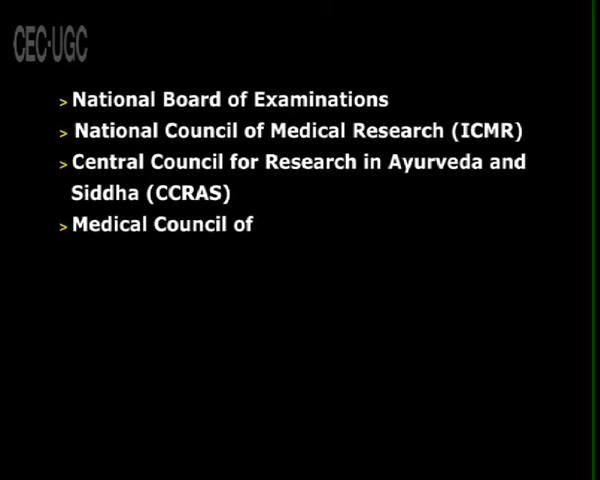 CEC-UGC
> National Board of Examinations
> National Council of Medical Research (ICMR)
> Central Council for Research in Ayurveda and
Siddha (CCRAS)
> Medical Council of